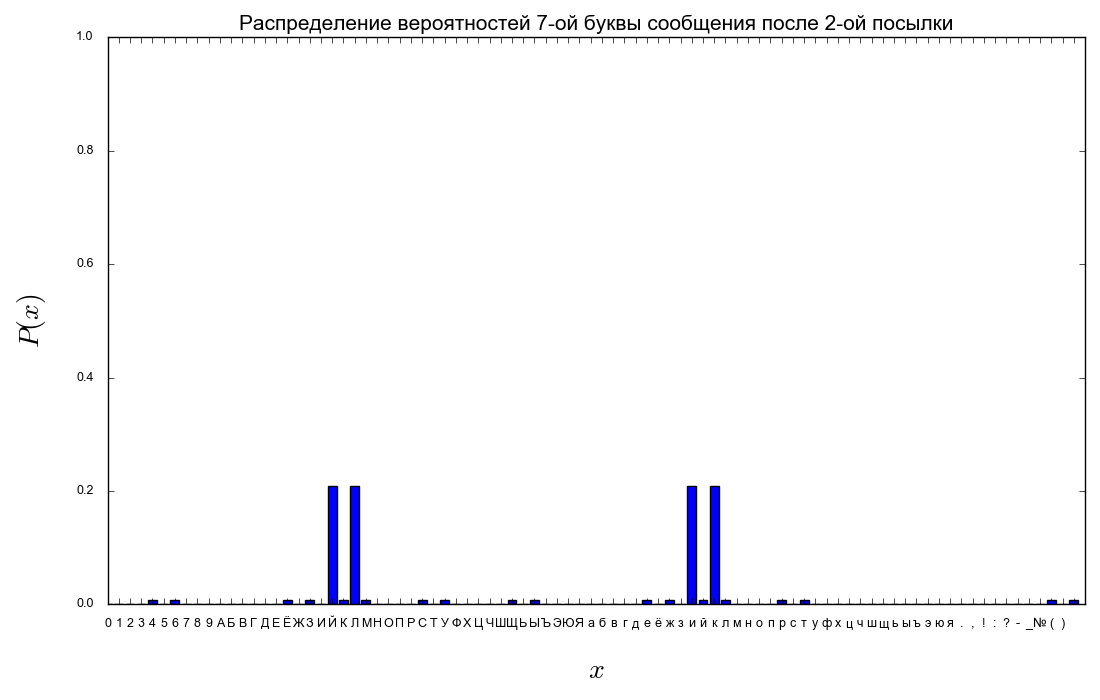 Распределение вероятностей 7-ой буквы сообщения после 2-ой посылки
1.0
0.8
0.6
0.4
0.2
0.0
P(x)
0 1 2 3 4 5 6 7 8 9 А Б В Г Д Е Ё Ж З И Й К Л М Н О П Р С Т У Ф Х Ц Ч Ш Щ Ь Ы Ъ Э Ю Я а б в г д е ё ж з и й к л м н о п р с т у ф х ц ч ш щ ь ы ъ э ю я . , ! : ? - _ № ( )
x